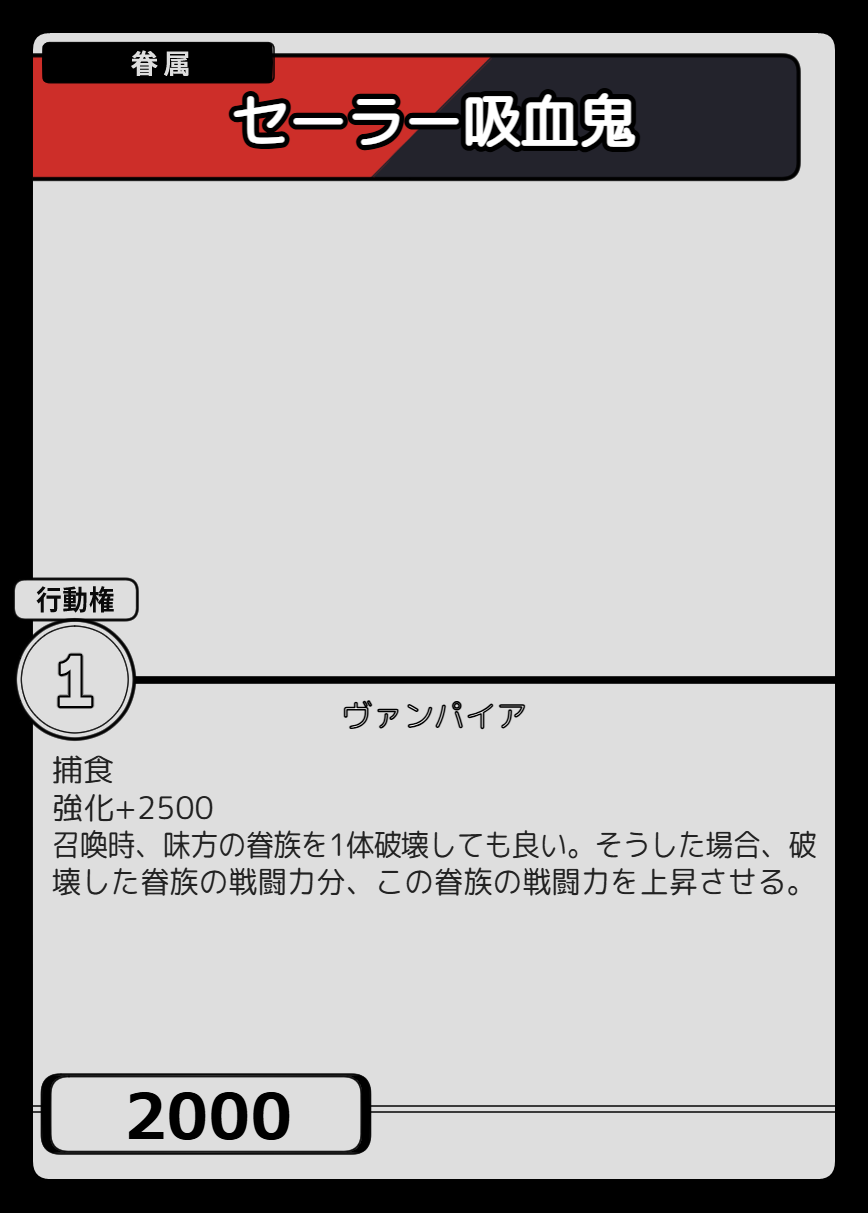 眷属
セーラー吸血鬼
行動権
1
ヴァンパイア
捕食
強化+2500
召喚時、味方の眷族を1体破壊しても良い。そうした場合、破
壊した眷族の戦闘力分、この眷族の戦闘力を上昇させる。
2000